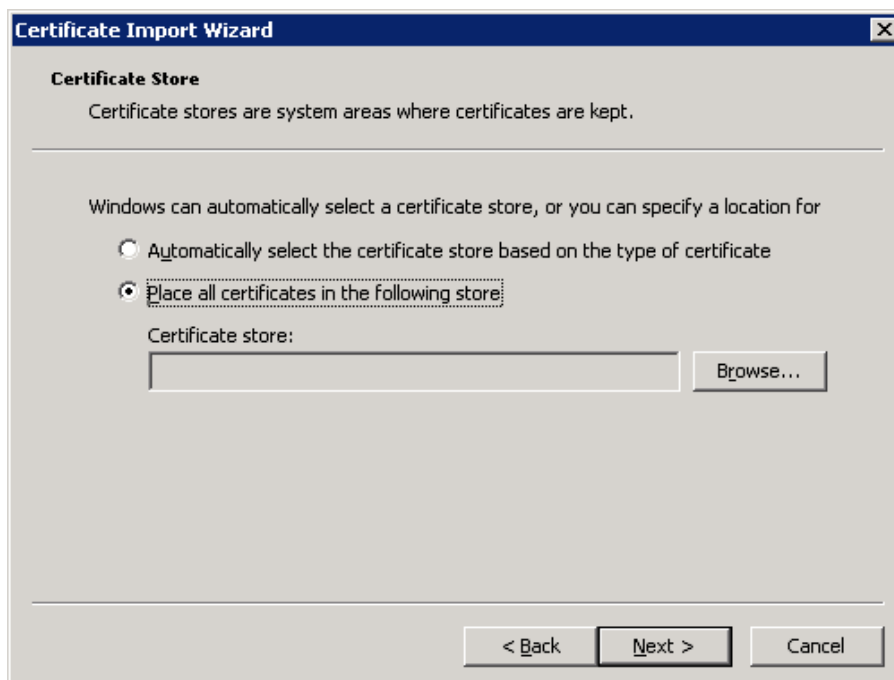 Certificate Import Wizard
Certificate Store
Certificate stores are system areas where certificates are kept.
Windows can automatically select a certificate store, or you can specify a location for
Automatically select the certificate store based on the type of certificate
Place all certificates in the following store
Certificate store:
Browse...
< Back Next > Cancel